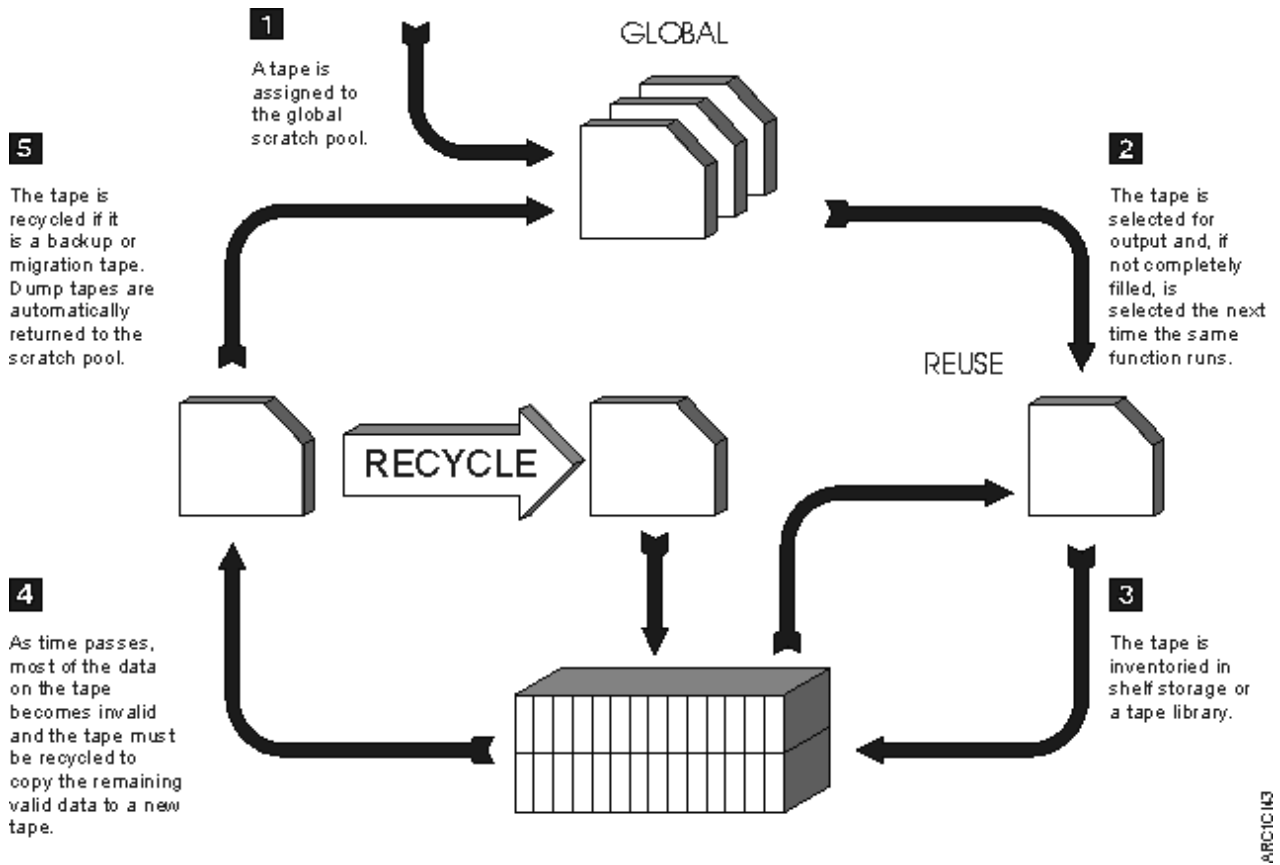 1
A tape is
assigned to
the global
scratch pool.
GLOBAL
2
The tape is
selected for
output and, if
not completely
filled, is
selected the next
time the same
function runs.
REUSE
3
The tape is
inventoried in
shelf storage or
a tape library.
4
As time passes,
most of the data
on the tape
becomes invalid
and the tape must
be recycled to
copy the remaining
valid data to a new
tape.
5
The tape is
recycled if it
is a backup or
migration tape.
Dump tapes are
automatically
returned to the
scratch pool.
RECYCLE
ARC1CI43